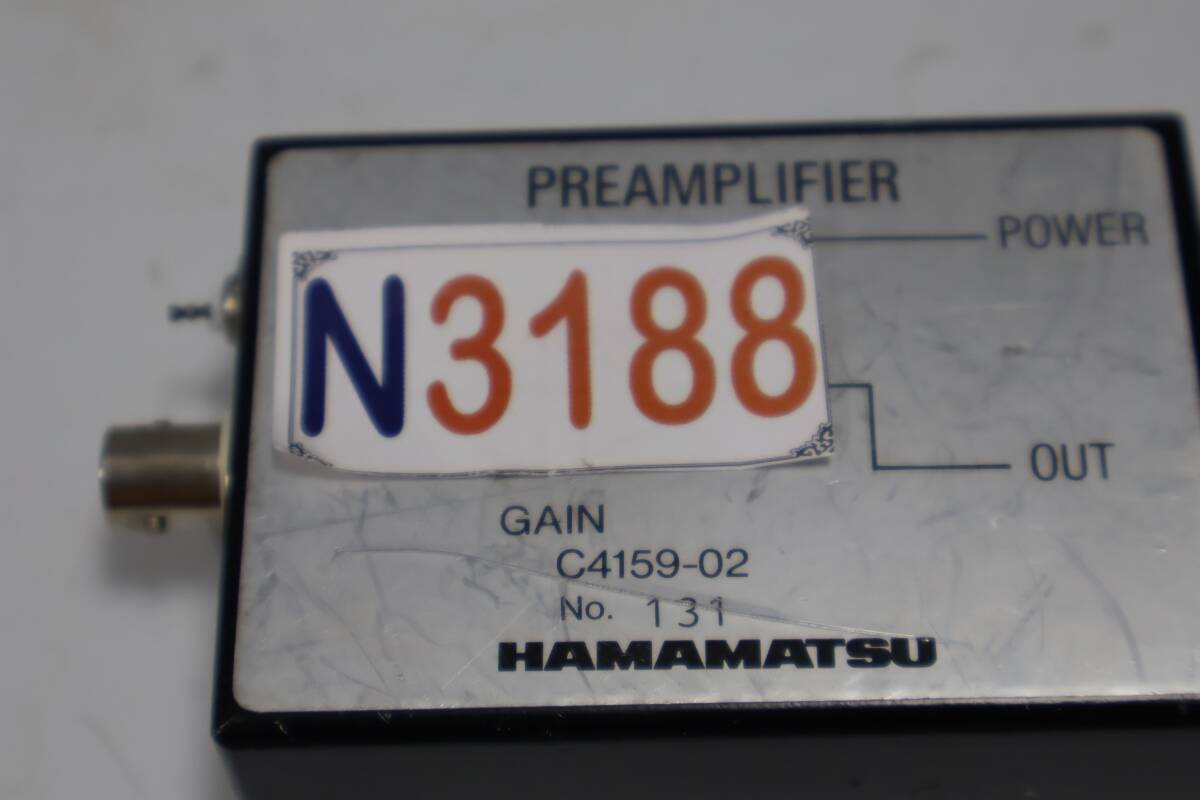 PREAMPLIFIER
POWER
N3188
OUT
GAIN
C4159-02
No. 131
HAMAMATSU